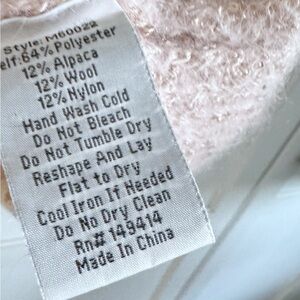 Style: M60022
elf:64% Polyester
12% Alpaca
12% Wool
12% Nylon
Hand Wash Cold
Do Not Bleach
Do Not Tumble Dry
Reshape And Lay
Flat to Dry
Cool Iron If Needed
Do No Dry Clean
Rn# 149414
Made In China